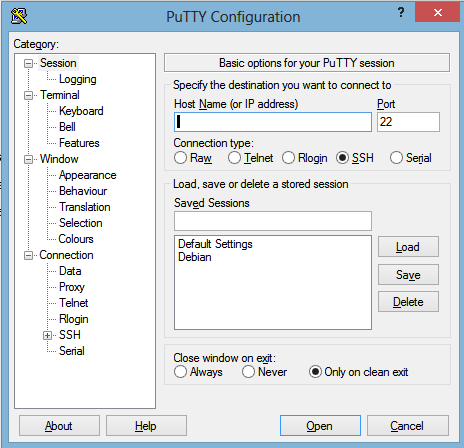 PuTTY Configuration
? ×
Category:
Session
Logging
Terminal
Keyboard
Bell
Features
Window
Appearance
Behaviour
Translation
Selection
Colours
Connection
Data
Proxy
Telnet
Rlogin
SSH
Serial
Basic options for your PuTTY session
Specify the destination you want to connect to
Host Name (or IP address) Port
22
Connection type:
Raw Telnet Rlogin SSH Serial
Load, save or delete a stored session
Saved Sessions
Default Settings
Debian
Load
Save
Delete
Close window on exit:
Always Never Only on clean exit
About Help Open Cancel